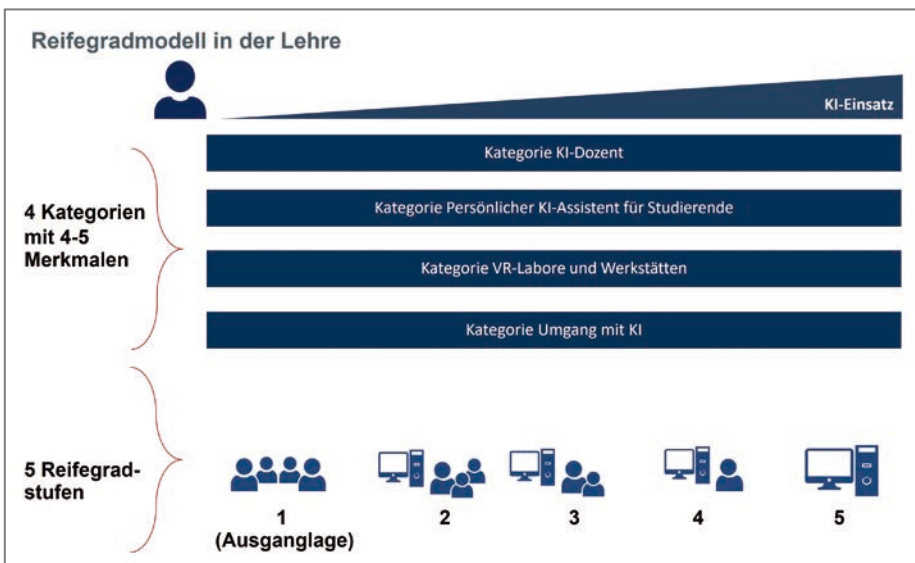 Reifegradmodell in der Lehre
KI-Einsatz
Kategorie KI-Dozent
Kategorie Persönlicher KI-Assistent für Studierende
4 Kategorien
mit 4-5
Merkmalen
Kategorie VR-Labore und Werkstätten
Kategorie Umgang mit KI
5 Reifegrad-
stufen
1 2 3 4 5
(Ausganglage)